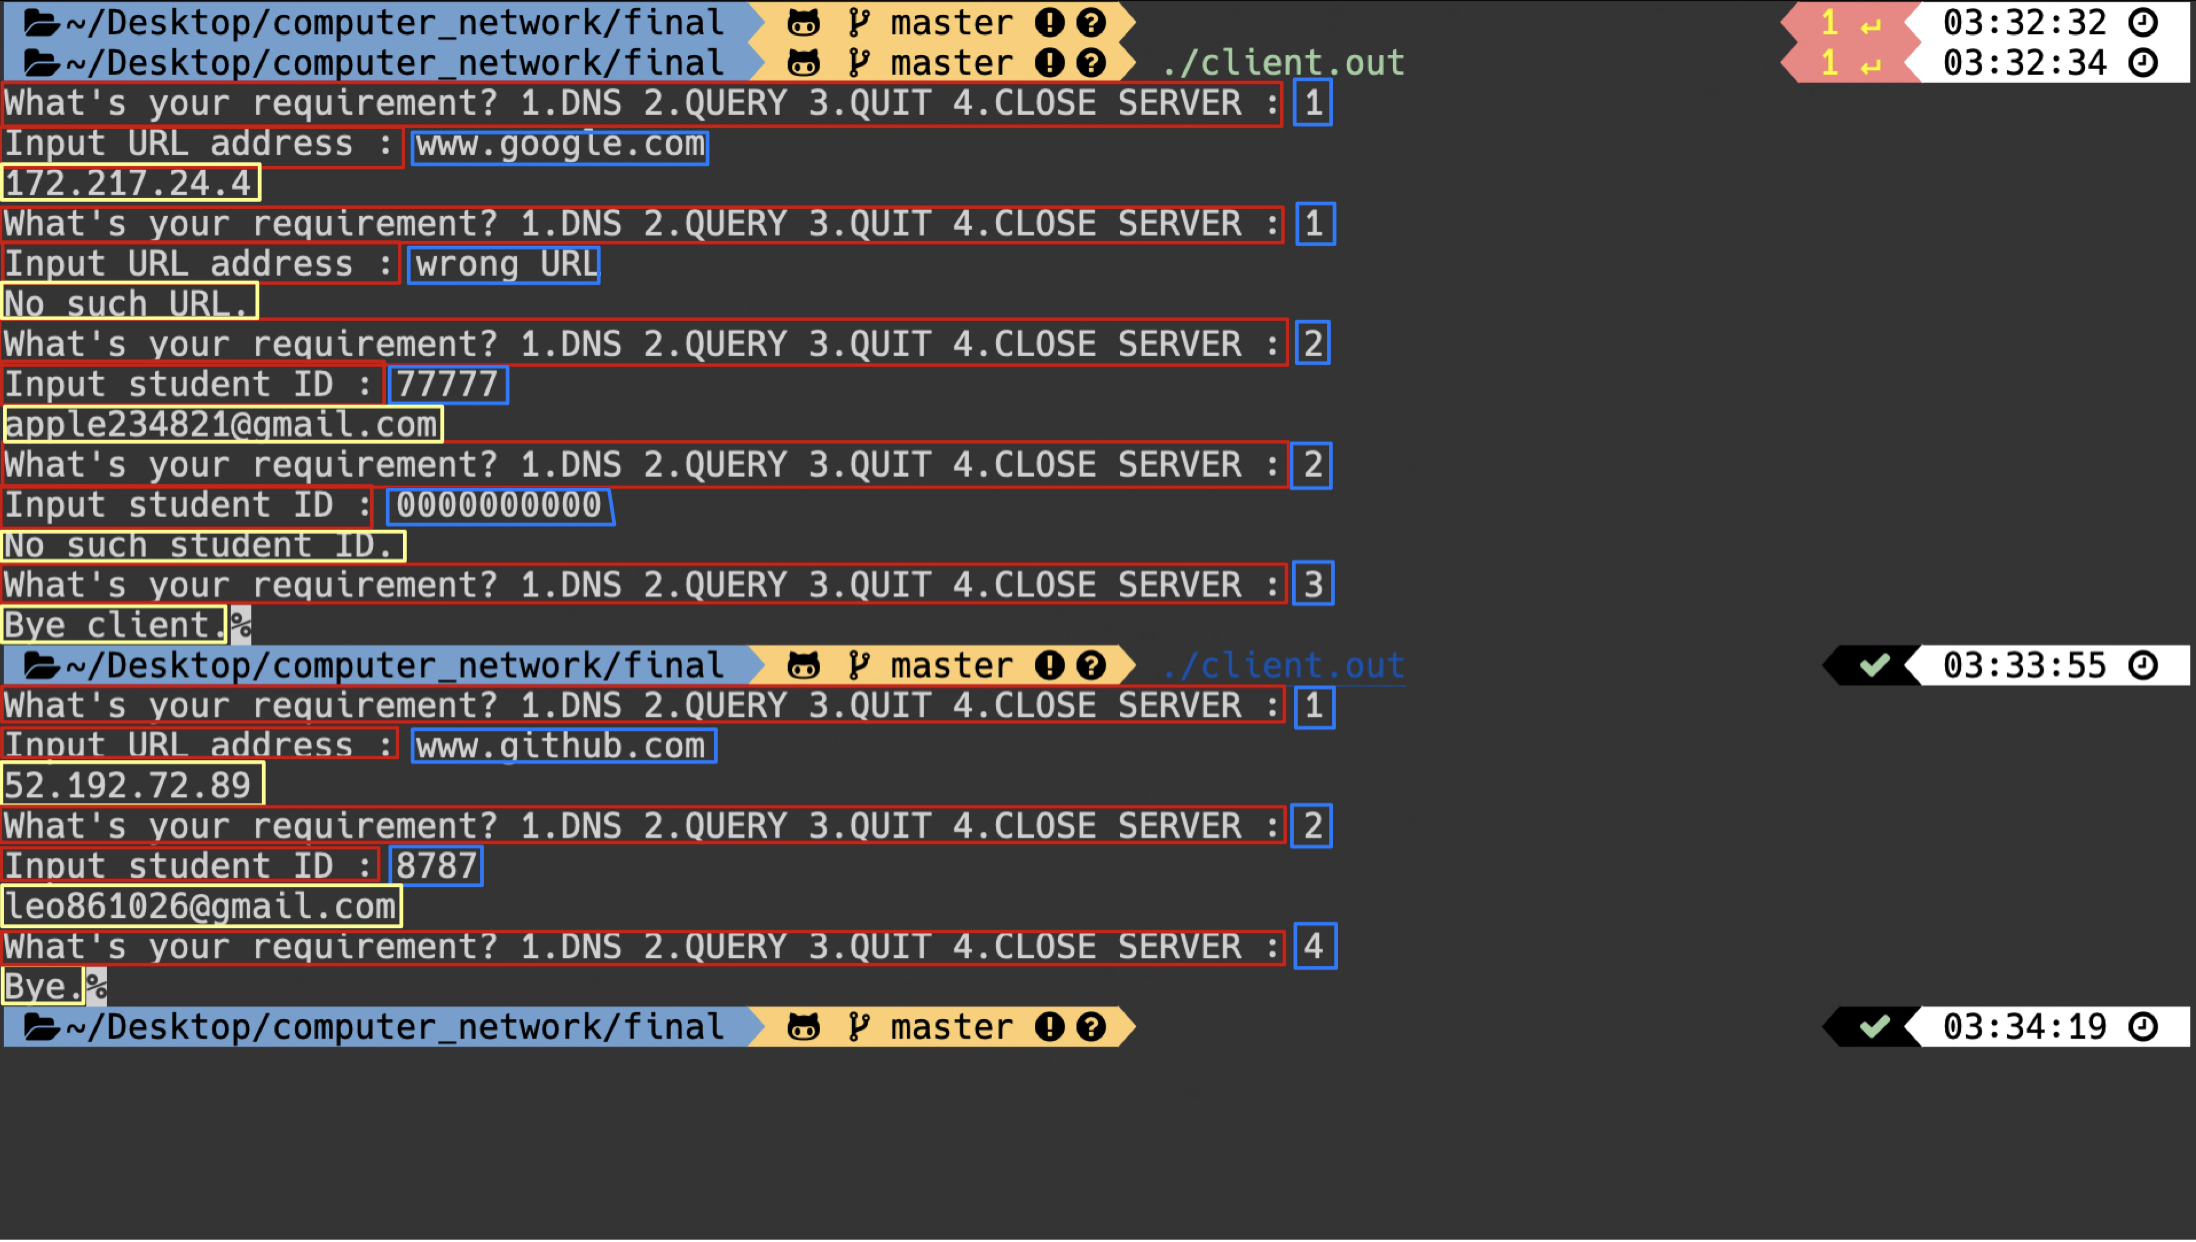 ~/Desktop/computer_network/final master 1 ↵ 03:32:32
~/Desktop/computer_network/final master ./client.out 1 ↵ 03:32:34
What's your requirement? 1.DNS 2.QUERY 3.QUIT 4.CLOSE SERVER : 1
Input URL address : www.google.com
172.217.24.4
What's your requirement? 1.DNS 2.QUERY 3.QUIT 4.CLOSE SERVER : 1
Input URL address : wrong URL
No such URL.
What's your requirement? 1.DNS 2.QUERY 3.QUIT 4.CLOSE SERVER : 2
Input student ID : 77777
apple234821@gmail.com
What's your requirement? 1.DNS 2.QUERY 3.QUIT 4.CLOSE SERVER : 2
Input student ID : 0000000000
No such student ID.
What's your requirement? 1.DNS 2.QUERY 3.QUIT 4.CLOSE SERVER : 3
Bye client.%
~/Desktop/computer_network/final master ./client.out ✔ 03:33:55
What's your requirement? 1.DNS 2.QUERY 3.QUIT 4.CLOSE SERVER : 1
Input URL address : www.github.com
52.192.72.89
What's your requirement? 1.DNS 2.QUERY 3.QUIT 4.CLOSE SERVER : 2
Input student ID : 8787
leo861026@gmail.com
What's your requirement? 1.DNS 2.QUERY 3.QUIT 4.CLOSE SERVER : 4
Bye.%
~/Desktop/computer_network/final master ✔ 03:34:19